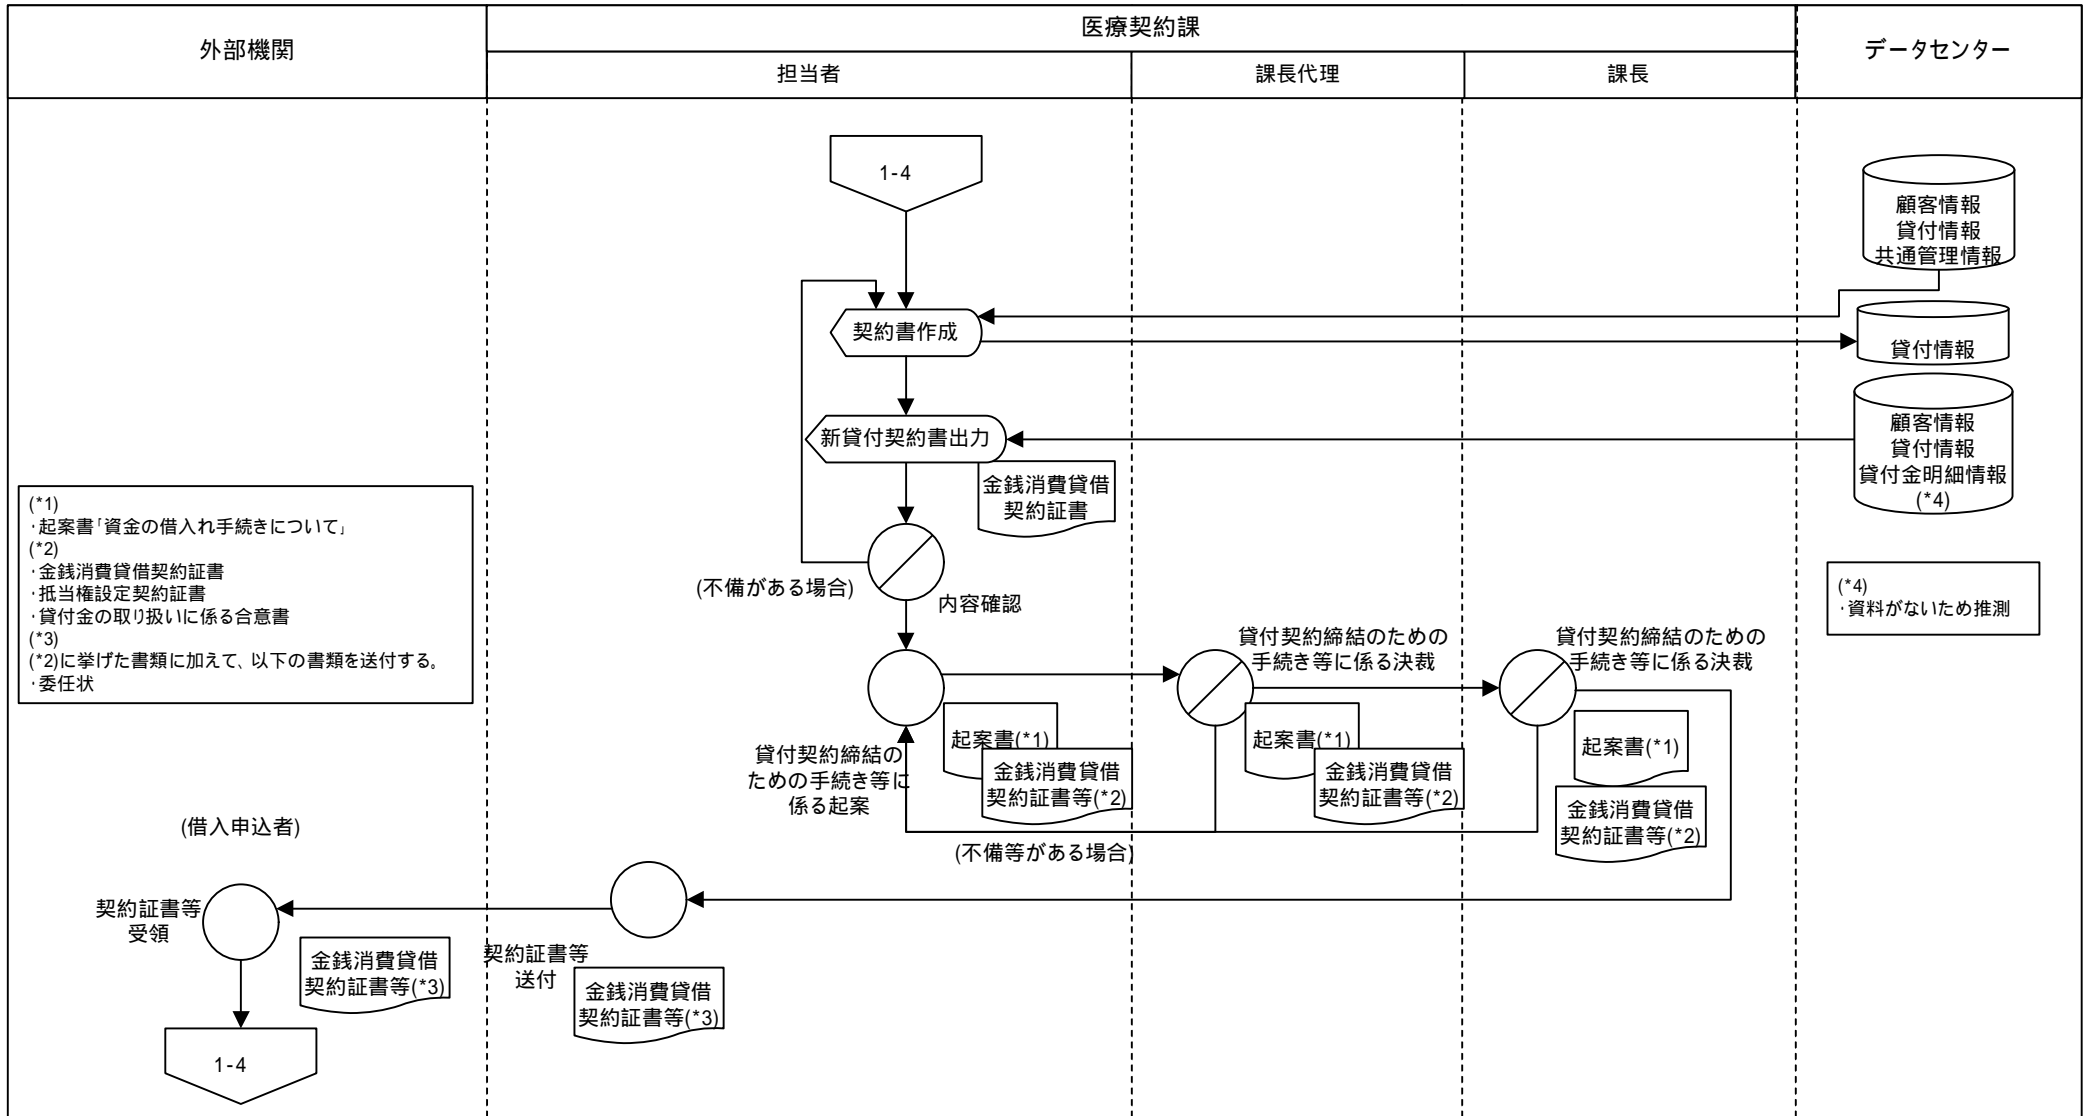 外部機関
医療契約課
担当者
課長代理
課長
データセンター
1-4
顧客情報
貸付情報
共通管理情報
契約書作成
貸付情報
新貸付契約書出力
金銭消費貸借
契約証書
顧客情報
貸付情報
貸付金明細情報
(*4)
(*1)
・起案書「資金の借入れ手続きについて」
(*2)
・金銭消費貸借契約証書
・抵当権設定契約証書
・貸付金の取り扱いに係る合意書
(*3)
(*2)に挙げた書類に加えて、以下の書類を送付する。
・委任状
(不備がある場合)
内容確認
(*4)
・資料がないため推測
貸付契約締結のための
手続き等に係る決裁
貸付契約締結のための
手続き等に係る決裁
貸付契約締結の
ための手続き等に
係る起案
起案書(*1)
金銭消費貸借
契約証書等(*2)
起案書(*1)
金銭消費貸借
契約証書等(*2)
起案書(*1)
金銭消費貸借
契約証書等(*2)
(不備等がある場合)
(借入申込者)
契約証書等
受領
金銭消費貸借
契約証書等(*3)
契約証書等
送付
金銭消費貸借
契約証書等(*3)
1-4